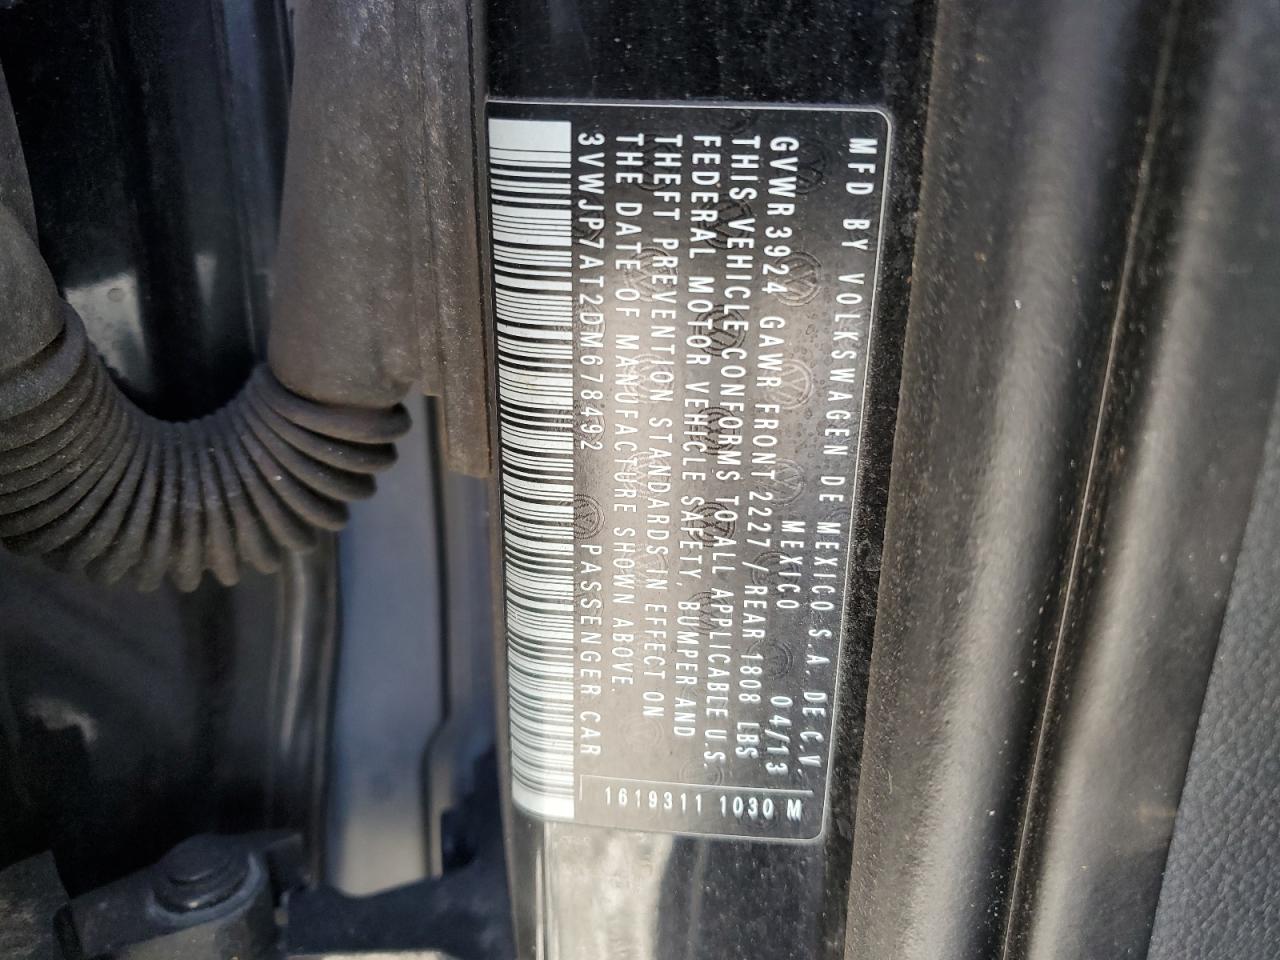 MFD BY VOLKSWAGEN DE MEXICO S.A. DE C.V.
MEXICO
GVWR 3924 GAWR FRONT 2227 / REAR 1808 LBS 04/13
THIS VEHICLE CONFORMS TO ALL APPLICABLE U.S.
FEDERAL MOTOR VEHICLE SAFETY, BUMPER AND
THEFT PREVENTION STANDARDS IN EFFECT ON
THE DATE OF MANUFACTURE SHOWN ABOVE.
3VWJP7AT2DM678492 PASSENGER CAR
1619311 1030 M